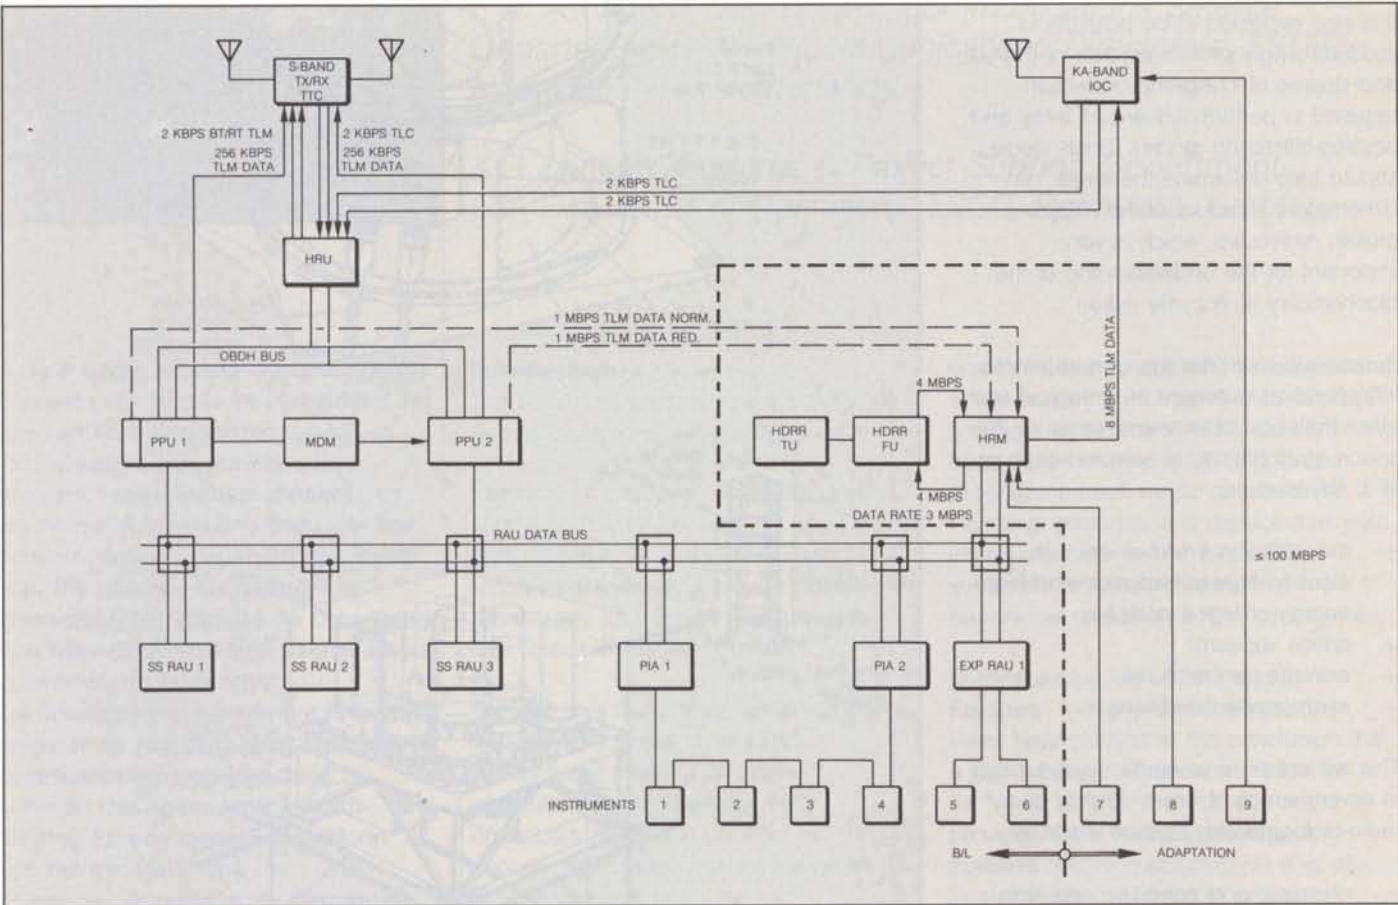 S-BAND
TX/RX
TTC
KA-BAND
IOC
2 KBPS BT/RT TLM
256 KBPS
TLM DATA
2 KBPS TLC
256 KBPS
TLM DATA
2 KBPS TLC
2 KBPS TLC
HRU
1 MBPS TLM DATA NORM.
1 MBPS TLM DATA RED.
OBDH BUS
8 MBPS TLM DATA
4 MBPS
PPU 1
MDM
PPU 2
HDRR
TU
HDRR
FU
HRM
4 MBPS
DATA RATE 3 MBPS
RAU DATA BUS
≤ 100 MBPS
SS RAU 1
SS RAU 2
SS RAU 3
PIA 1
PIA 2
EXP RAU 1
INSTRUMENTS
1
2
3
4
5
6
7
8
9
B/L
ADAPTATION